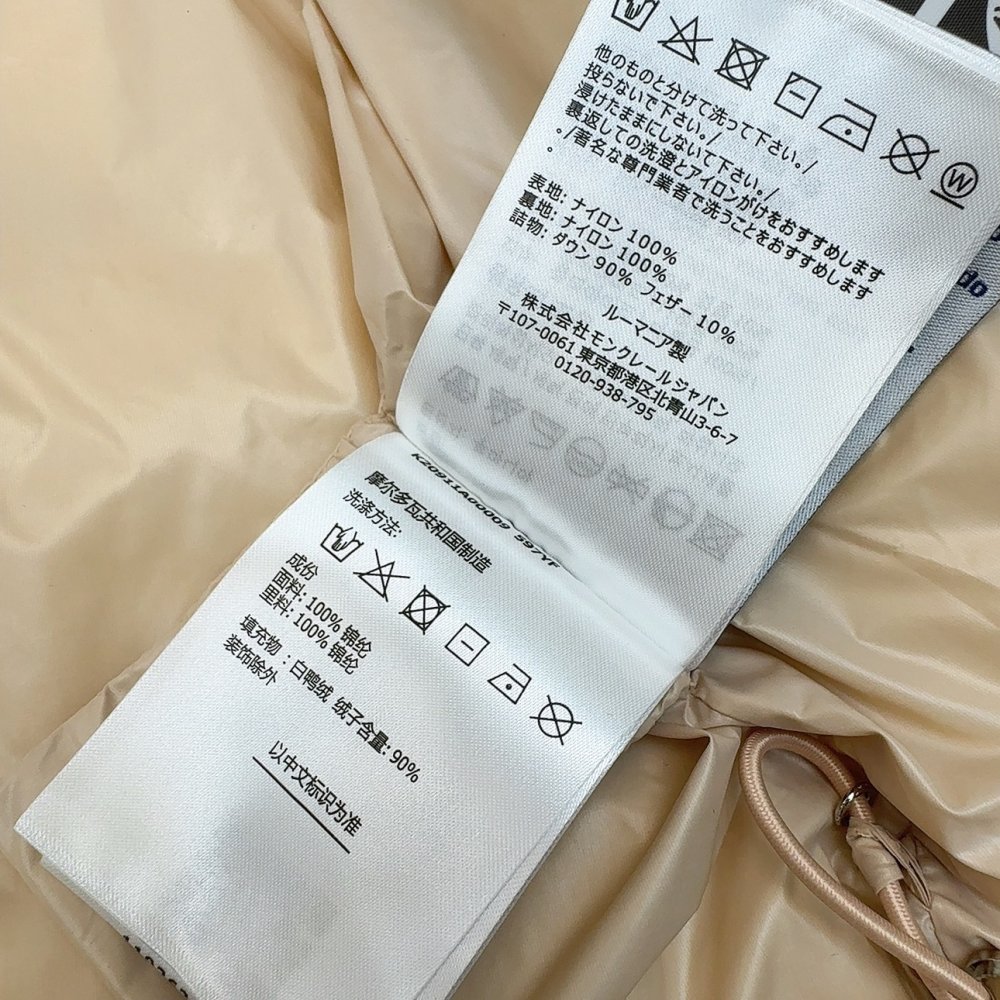 他のものと分けて洗って下さい。/
投らないで下さい。/
浸けたままにしないて下さい。/
裏返しての洗澄とアイロンがけをおすすめします
。/著名な尊門業者で洗うことをおすすめします
。
表地: ナイロン 100%
裏地: ナイロン 100%
詰物: ダウン 90% フェザー 10%
ルーマニア製
株式会社モンクレールジャパン
〒107-0061 東京都港区北青山3-6-7
0120-938-795
W
do
K20911A00009 597YF
摩尔多瓦共和国制造
洗涤方法:
成份
面料: 100% 锦纶
里料: 100% 锦纶
填充物 : 白鸭绒 绒子含量: 90%
装饰除外
以中文标识为准